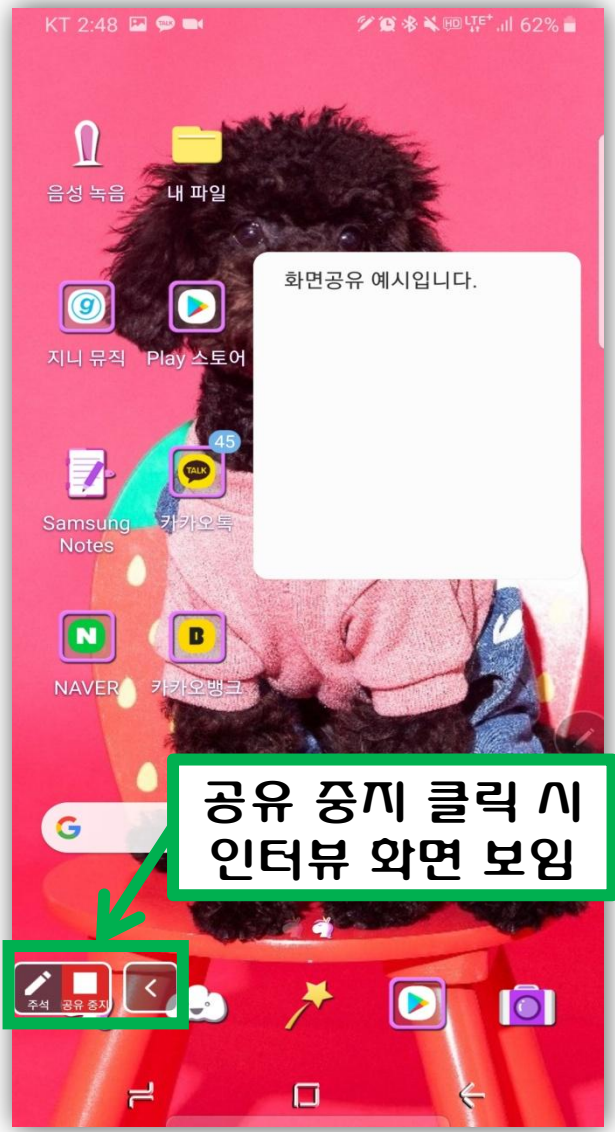 KT 2:48
HD LTE+ 62%
음성 녹음
내 파일
화면공유 예시입니다.
지니 뮤직
Play 스토어
45
TALK
Samsung
Notes
카카오톡
NAVER
카카오뱅크
공유 중지 클릭 시
인터뷰 화면 보임
주석
공유 중지